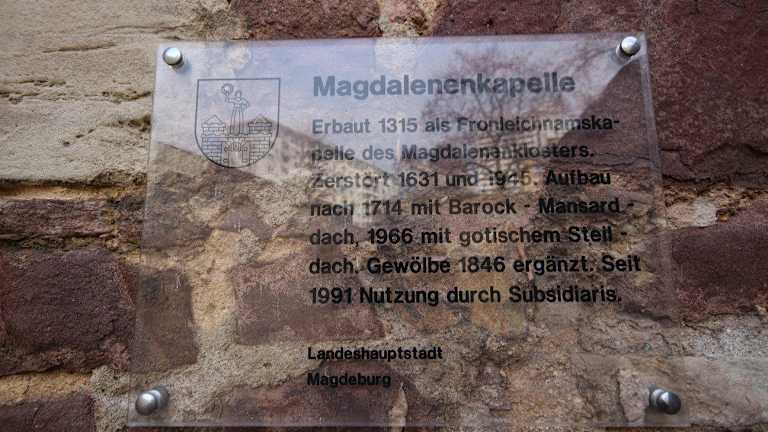 Magdalenenkapelle
Erbaut 1315 als Fronleichnamska-
pelle des Magdalenenklosters.
Zerstört 1631 und 1945. Aufbau
nach 1714 mit Barock - Mansard -
dach, 1966 mit gotischem Steil -
dach. Gewölbe 1846 ergänzt. Seit
1991 Nutzung durch Subsidiaris.
Landeshauptstadt
Magdeburg